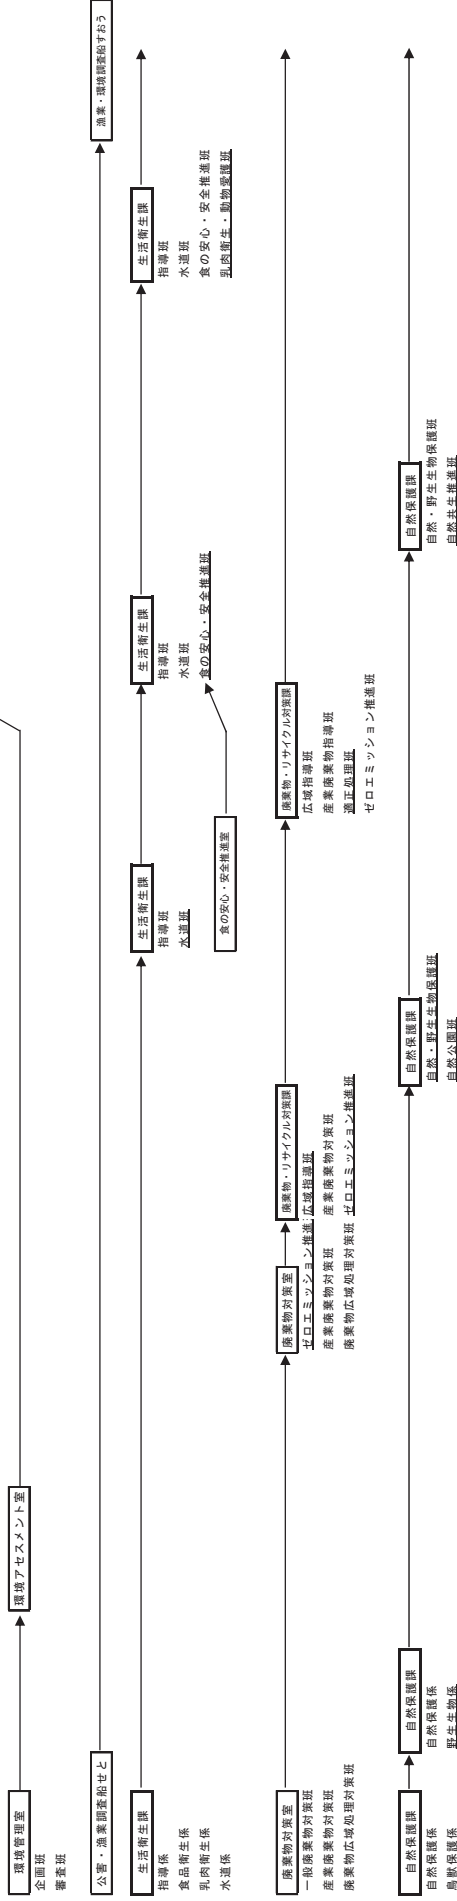 環境管理室
企画班
審査班
環境アセスメント室
公害・漁業調査船せと
漁業・環境調査船すおう
生活衛生課
指導係
食品衛生係
乳肉衛生係
水道係
生活衛生課
指導班
水道班
食の安心・安全推進室
生活衛生課
指導班
水道班
食の安心・安全推進班
生活衛生課
指導班
水道班
食の安心・安全推進班
乳肉衛生・動物愛護班
廃棄物対策室
一般廃棄物対策班
産業廃棄物対策班
廃棄物広域処理対策班
廃棄物対策室
ゼロエミッション推進
産業廃棄物対策班
廃棄物広域処理対策班
廃棄物・リサイクル対策課
広域指導班
産業廃棄物対策班
ゼロエミッション推進班
廃棄物・リサイクル対策課
広域指導班
産業廃棄物指導班
適正処理班
ゼロエミッション推進班
自然保護課
自然保護係
鳥獣保護係
自然保護課
自然保護係
野生生物係
自然保護課
自然・野生生物保護班
自然公園班
自然保護課
自然・野生生物保護班
自然共生推進班